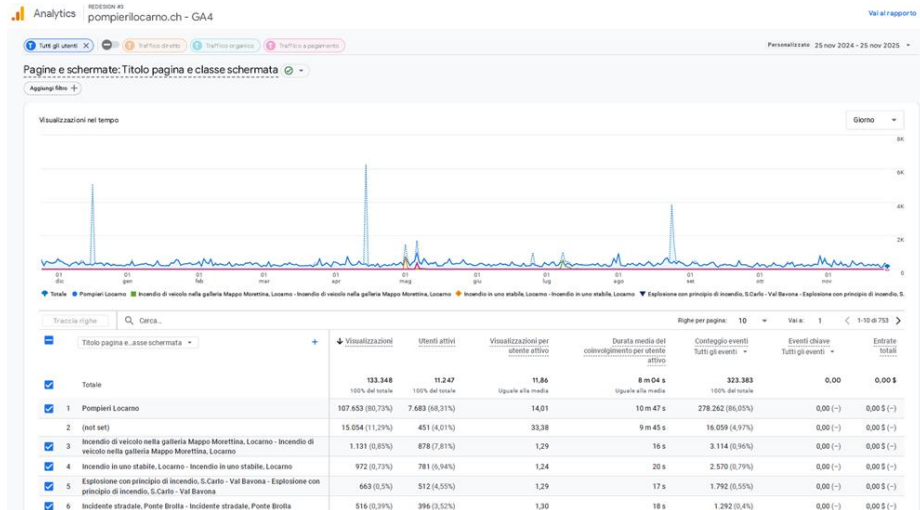 REDESIGN #3
Analytics
pompierilocarno.ch - GA4
Vai al rapporto
T Tutti gli utenti X
T Traffico diretto
T Traffico organico
T Traffico a pagamento
Personalizzato 25 nov 2024 - 25 nov 2025
Pagine e schermate: Titolo pagina e classe schermata
Aggiungi filtro +
Visualizzazioni nel tempo
Giorno
8K
6K
4K
2K
0
01 dic
01 gen
01 feb
01 mar
01 apr
01 mag
01 giu
01 lug
01 ago
01 set
01 ott
01 nov
Totale Pompieri Locarno Incendio di veicolo nella galleria Mappo Morettina, Locarno - Incendio di veicolo nella galleria Mappo Morettina, Locarno Incendio in uno stabile, Locarno - Incendio in uno stabile, Locarno Esplosione con principio di incendio, S.Carlo - Val Bavona - Esplosione con principio di incendio, S.
Traccia righe
Cerca...
Righe per pagina: 10
Vai a: 1
< 1-10 di 753 >
Titolo pagina e...asse schermata
+
↓ Visualizzazioni
Utenti attivi
Visualizzazioni per utente attivo
Durata media del coinvolgimento per utente attivo
Conteggio eventi
Tutti gli eventi
Eventi chiave
Tutti gli eventi
Entrate totali
Totale
133.348 11.247 11,86 8 m 04 s 323.383 0,00 0,00 $
100% del totale 100% del totale Uguale alla media Uguale alla media 100% del totale
1 Pompieri Locarno 107.653 (80,73%) 7.683 (68,31%) 14,01 10 m 47 s 278.262 (86,05%) 0,00 (–) 0,00 $ (–)
2 (not set) 15.054 (11,29%) 451 (4,01%) 33,38 9 m 45 s 16.059 (4,97%) 0,00 (–) 0,00 $ (–)
3 Incendio di veicolo nella galleria Mappo Morettina, Locarno - Incendio di veicolo nella galleria Mappo Morettina, Locarno 1.131 (0,85%) 878 (7,81%) 1,29 16 s 3.114 (0,96%) 0,00 (–) 0,00 $ (–)
4 Incendio in uno stabile, Locarno - Incendio in uno stabile, Locarno 972 (0,73%) 781 (6,94%) 1,24 20 s 2.570 (0,79%) 0,00 (–) 0,00 $ (–)
5 Esplosione con principio di incendio, S.Carlo - Val Bavona - Esplosione con principio di incendio, S.Carlo - Val Bavona 663 (0,5%) 512 (4,55%) 1,29 17 s 1.792 (0,55%) 0,00 (–) 0,00 $ (–)
6 Incidente stradale, Ponte Brolla - Incidente stradale, Ponte Brolla 516 (0,39%) 396 (3,52%) 1,30 18 s 1.292 (0,4%) 0,00 (–) 0,00 $ (–)